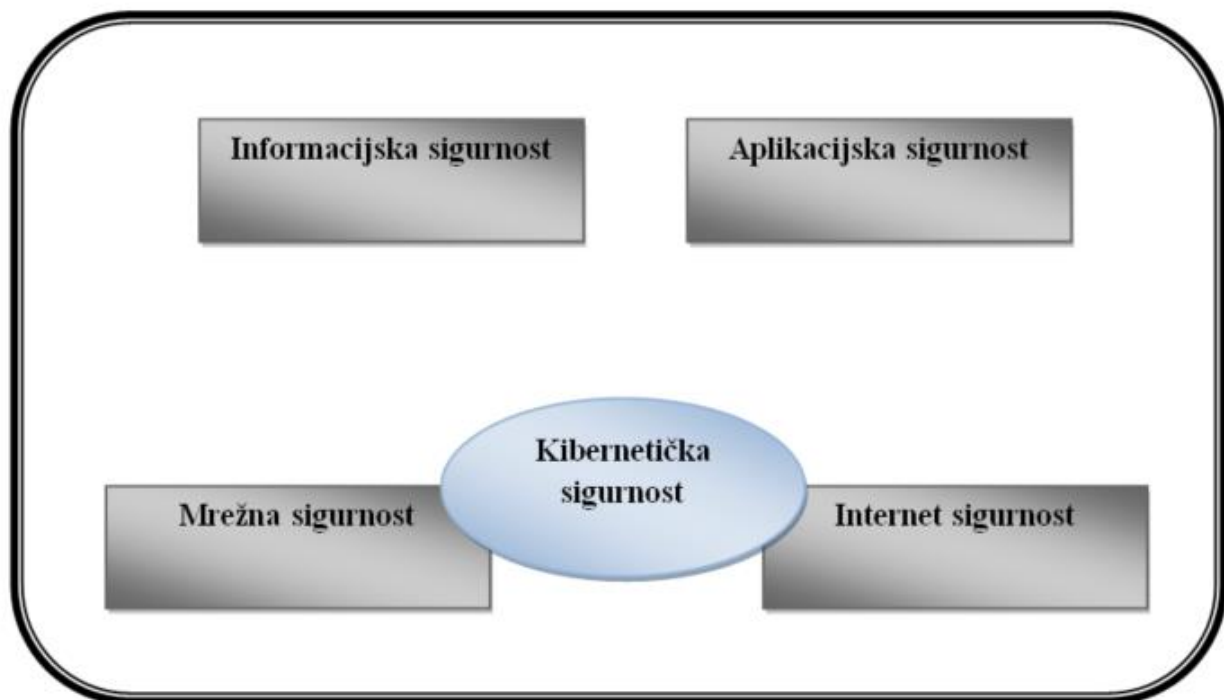 Informacijska sigurnost
Aplikacijska sigurnost
Kibernetička
sigurnost
Mrežna sigurnost
Internet sigurnost